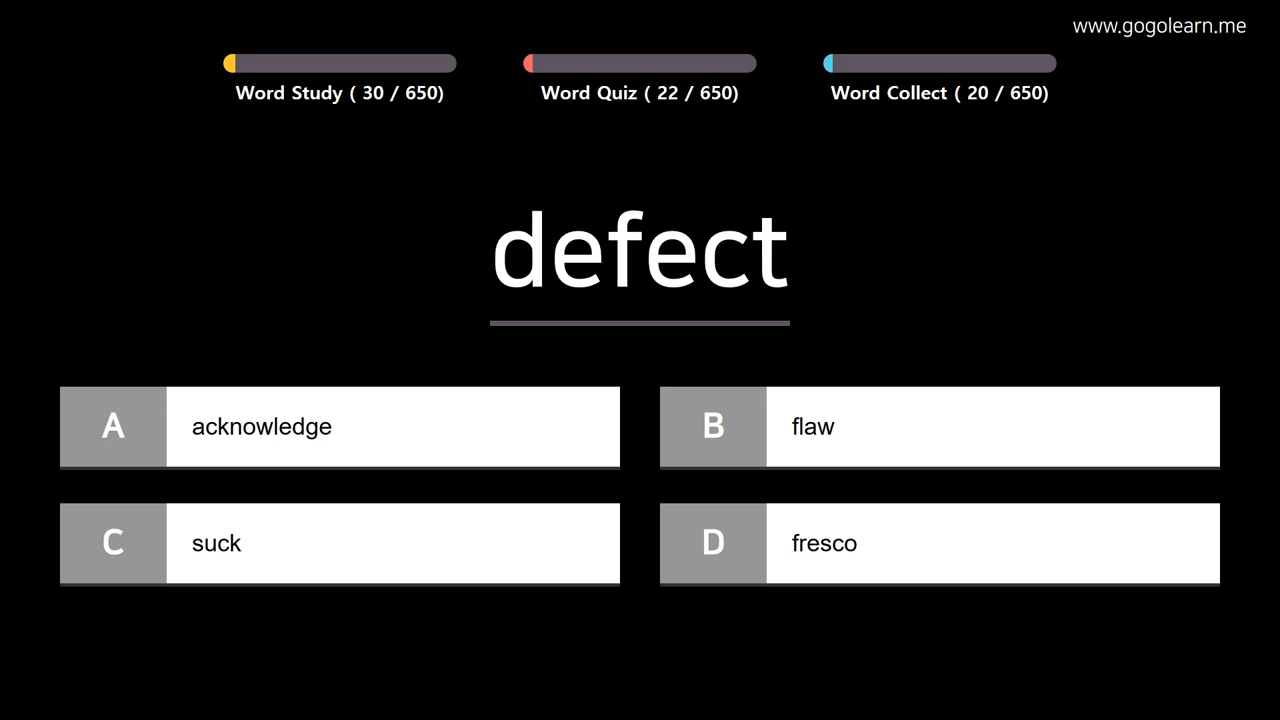 www.gogolearn.me
Word Study ( 30 / 650)
Word Quiz ( 22 / 650)
Word Collect ( 20 / 650)
defect
A acknowledge
B flaw
C suck
D fresco